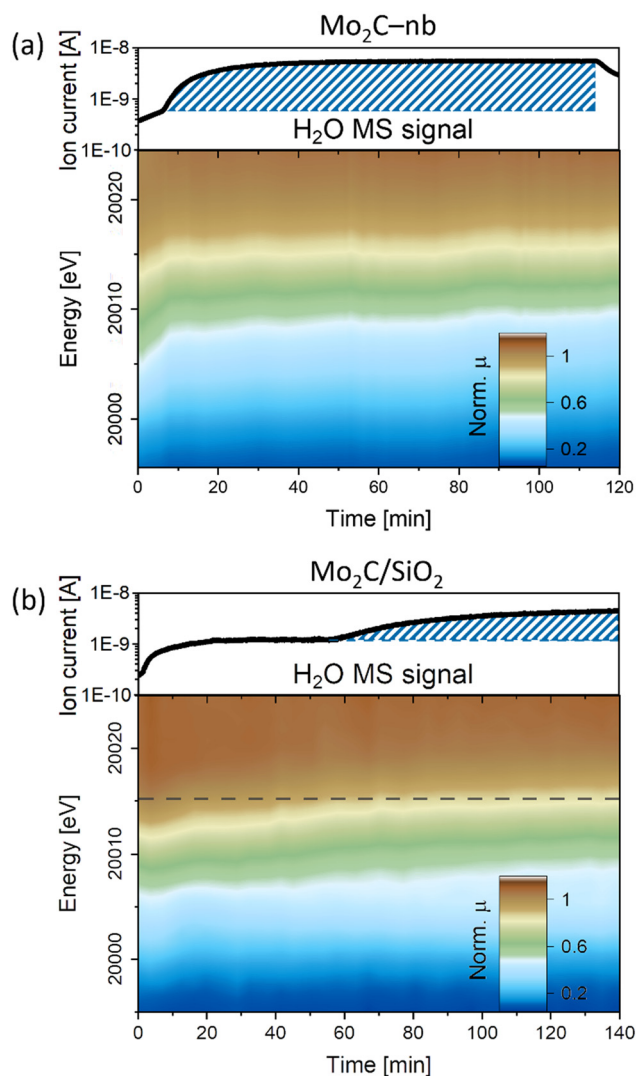 (a)
Mo₂C–nb
Ion current [A]
1E-8
1E-9
1E-10
H₂O MS signal
Energy [eV]
20020
20010
20000
Norm. µ
1
0.6
0.2
0 20 40 60 80 100 120
Time [min]
(b)
Mo₂C/SiO₂
Ion current [A]
1E-8
1E-9
1E-10
H₂O MS signal
Energy [eV]
20020
20010
20000
Norm. µ
1
0.6
0.2
0 20 40 60 80 100 120 140
Time [min]